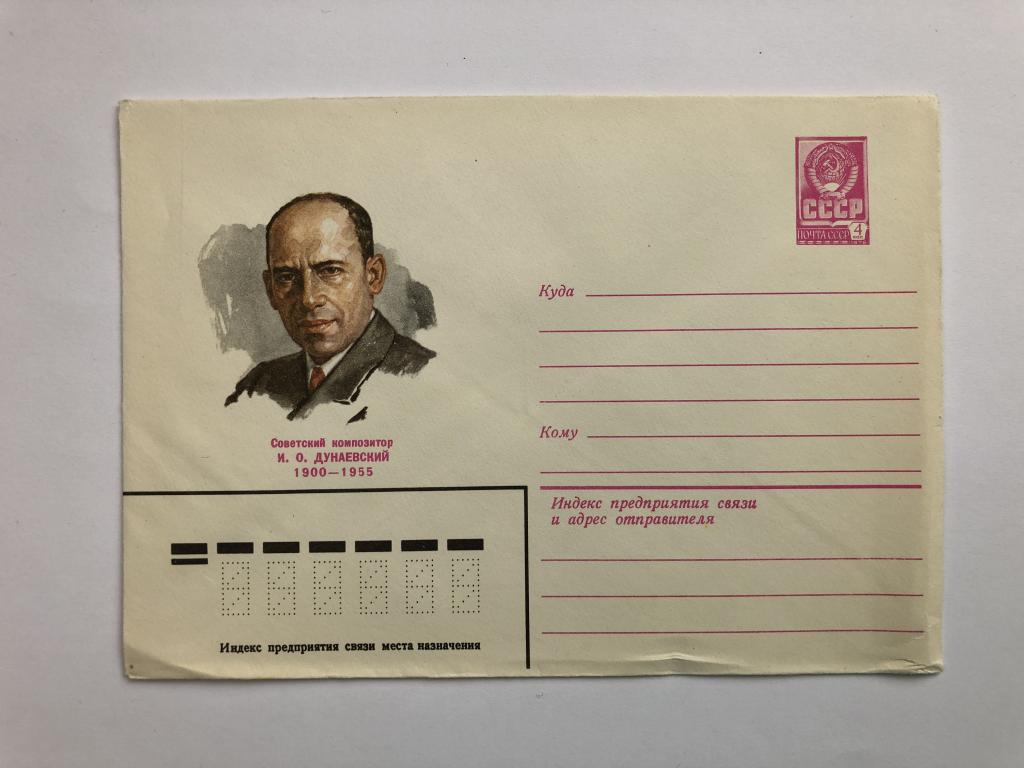 СССР
ПОЧТА СССР
4
Куда
Кому
Советский композитор
И. О. ДУНАЕВСКИЙ
1900—1955
Индекс предприятия связи
и адрес отправителя
Индекс предприятия связи места назначения